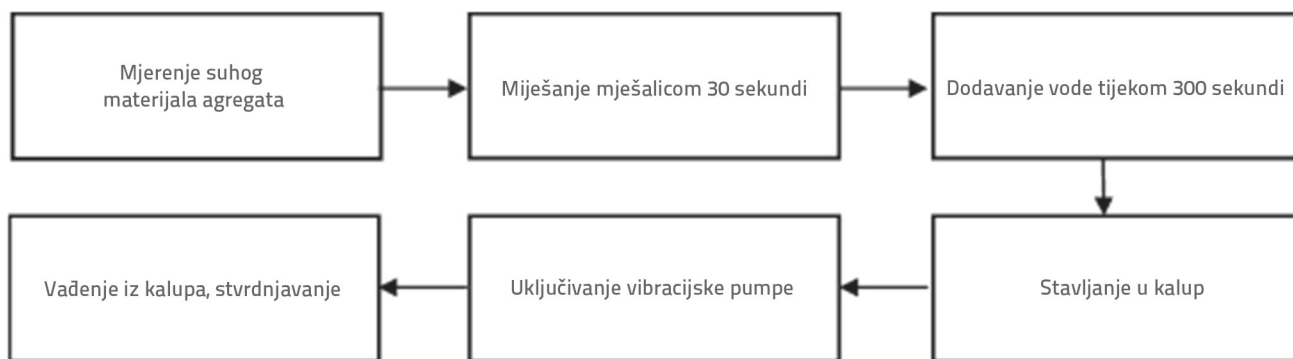 Mjerenje suhog
materijala agregata
Miješanje mješalicom 30 sekundi
Dodavanje vode tijekom 300 sekundi
Stavljanje u kalup
Uključivanje vibracijske pumpe
Vađenje iz kalupa, stvrdnjavanje